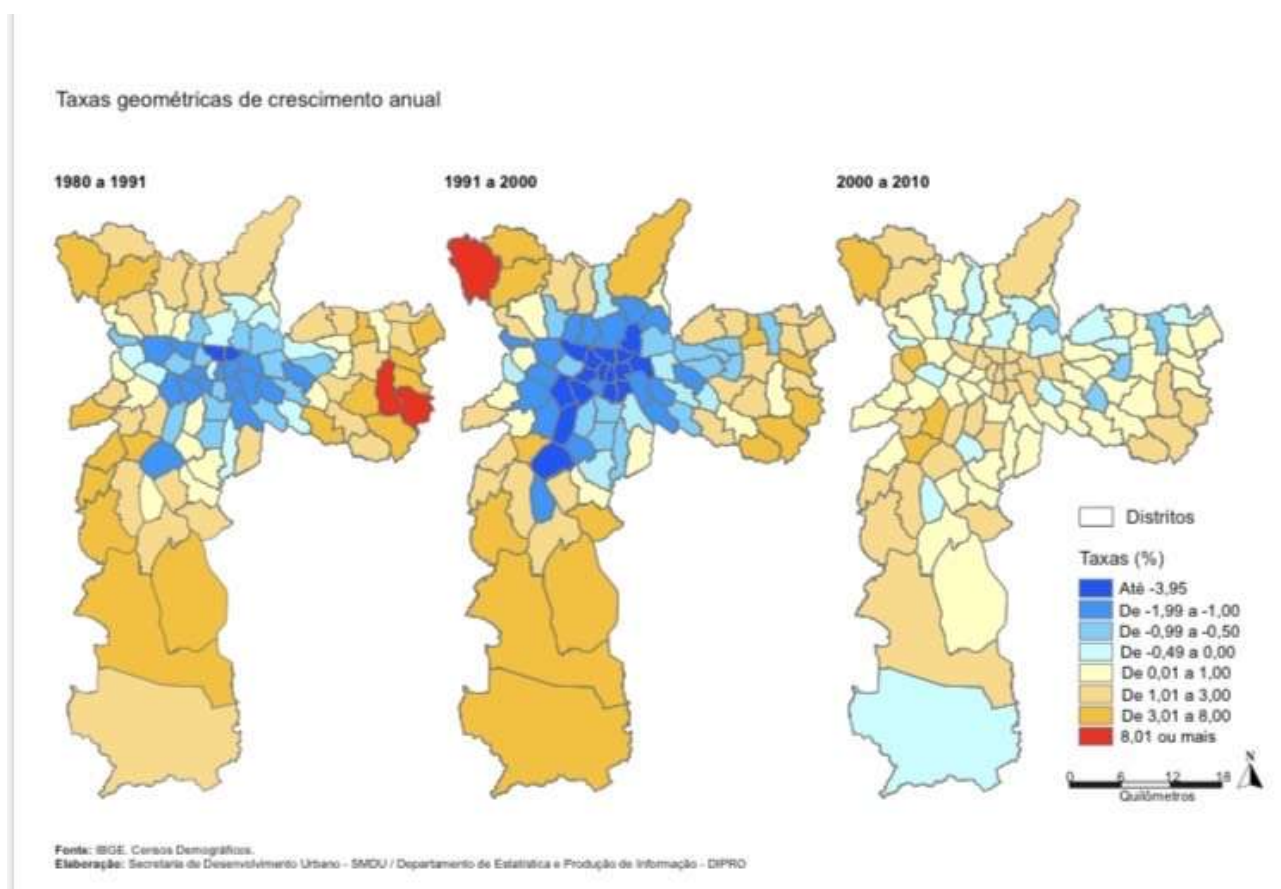 Taxas geométricas de crescimento anual
1980 a 1991
1991 a 2000
2000 a 2010
Distritos
Taxas (%)
Até -3,95
De -1,99 a -1,00
De -0,99 a -0,50
De -0,49 a 0,00
De 0,01 a 1,00
De 1,01 a 3,00
De 3,01 a 8,00
8,01 ou mais
N
0 6 12 18
Quilômetros
Fonte: IBGE. Censos Demográficos.
Elaboração: Secretaria de Desenvolvimento Urbano - SMDU / Departamento de Estatística e Produção de Informação - DIPRO